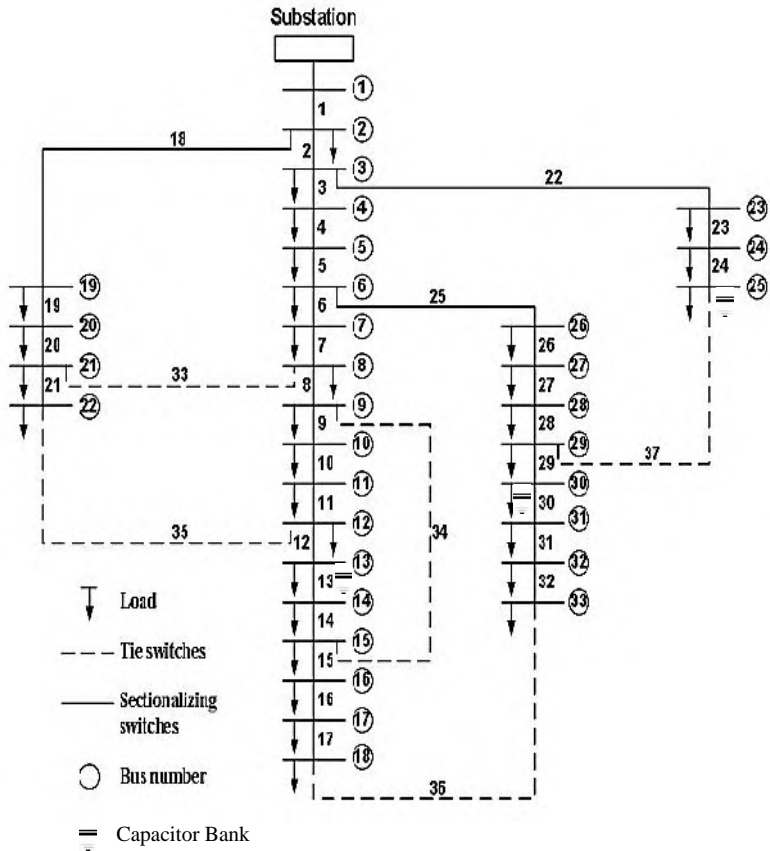 Substation
1
1
2
18
2
3
22
3
4 23
4 23
5 24
5 24
19 6 25
19 6 25
20 7 26
20 7 26
21 33 8 27
21 8 27
22 9 28
9 28
10 29
10 29 37
11 30
11 30
12 31
35 12 34 31
13 32
13 32
Load
14 33
14
Tie switches
15
15
16
Sectionalizing
switches
16
17
17
18
Bus number
36
Capacitor Bank